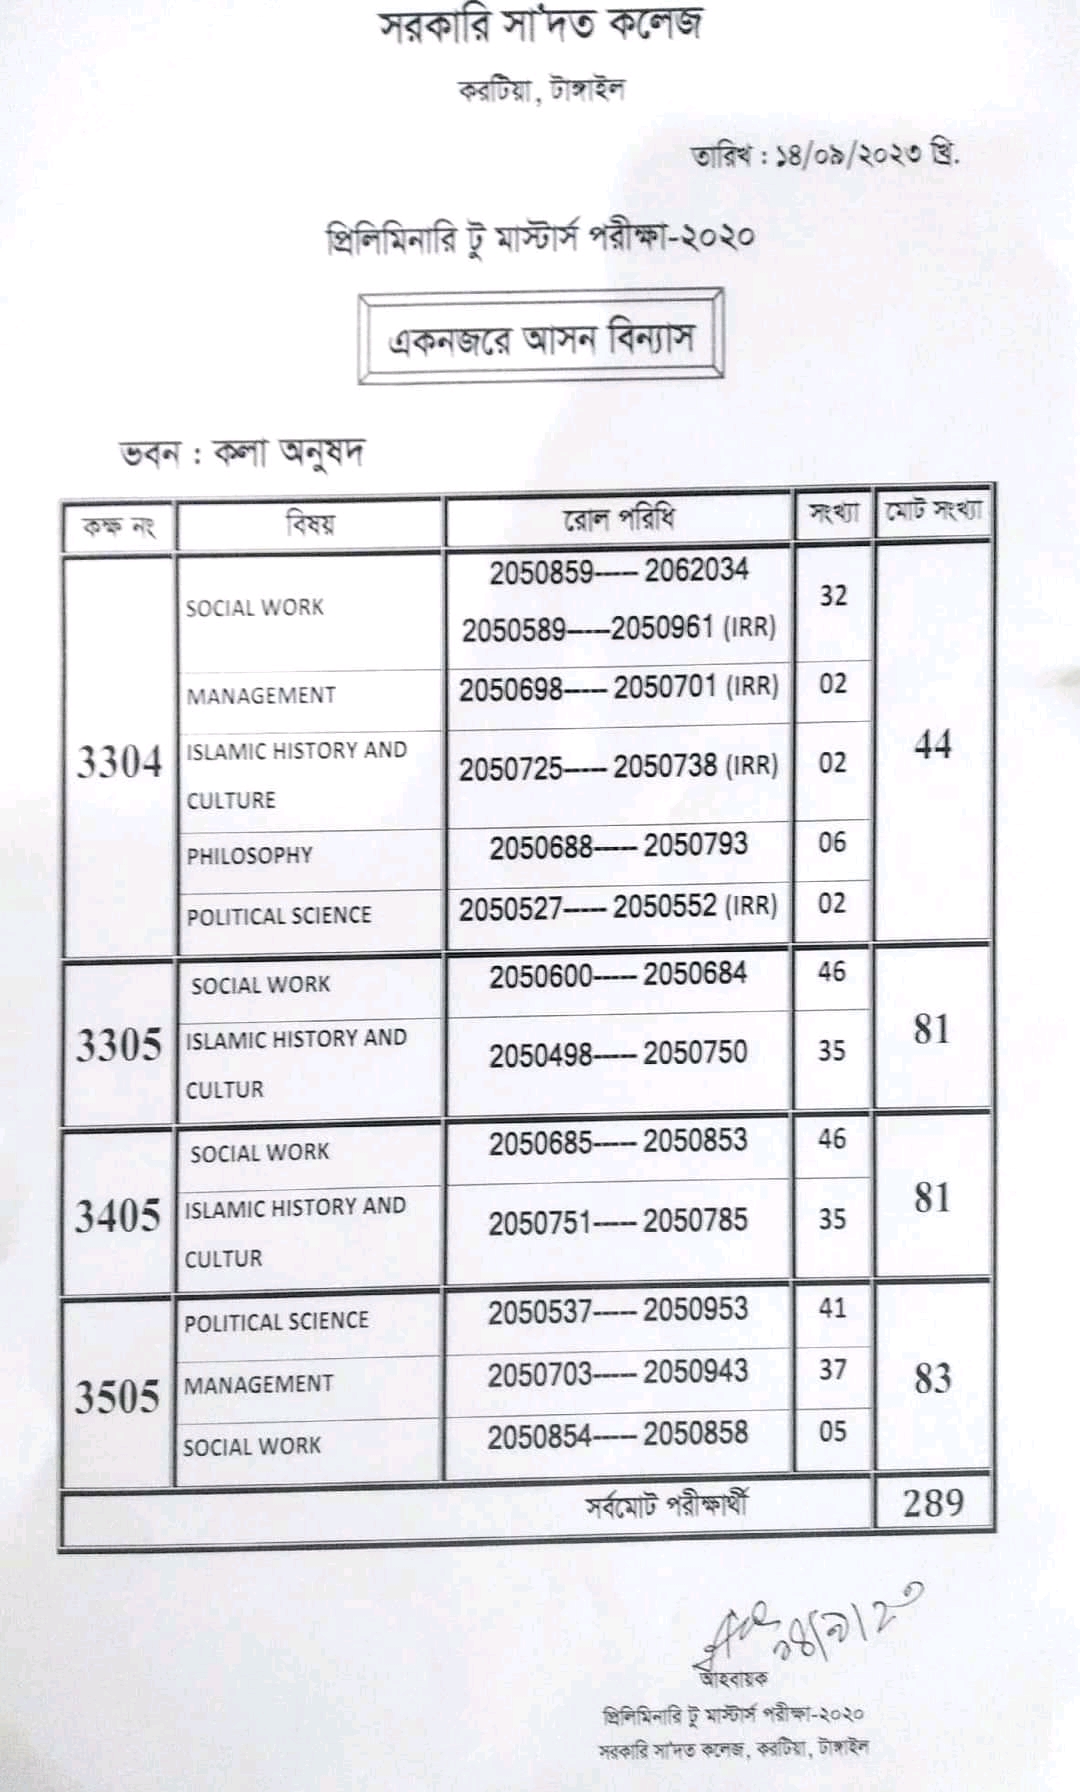 সরকারি সা'দত কলেজ
করটিয়া, টাঙ্গাইল
তারিখ : ১৪/০৯/২০২৩ খ্রি.
প্রিলিমিনারি টু মাস্টার্স পরীক্ষা-২০২০
একনজরে আসন বিন্যাস
ভবন : কলা অনুষদ
কক্ষ নং বিষয় রোল পরিধি সংখ্যা মোট সংখ্যা
3304 SOCIAL WORK 2050859----- 2062034 32 44
2050589-----2050961 (IRR)
MANAGEMENT 2050698----- 2050701 (IRR) 02
ISLAMIC HISTORY AND
CULTURE 2050725----- 2050738 (IRR) 02
PHILOSOPHY 2050688----- 2050793 06
POLITICAL SCIENCE 2050527----- 2050552 (IRR) 02
3305 SOCIAL WORK 2050600----- 2050684 46 81
ISLAMIC HISTORY AND
CULTUR 2050498----- 2050750 35
3405 SOCIAL WORK 2050685----- 2050853 46 81
ISLAMIC HISTORY AND
CULTUR 2050751----- 2050785 35
3505 POLITICAL SCIENCE 2050537----- 2050953 41 83
MANAGEMENT 2050703----- 2050943 37
SOCIAL WORK 2050854----- 2050858 05
সর্বমোট পরীক্ষার্থী 289
১৪/৯/২৩
আহবায়ক
প্রিলিমিনারি টু মাস্টার্স পরীক্ষা-২০২০
সরকারি সা'দত কলেজ, করটিয়া, টাঙ্গাইল